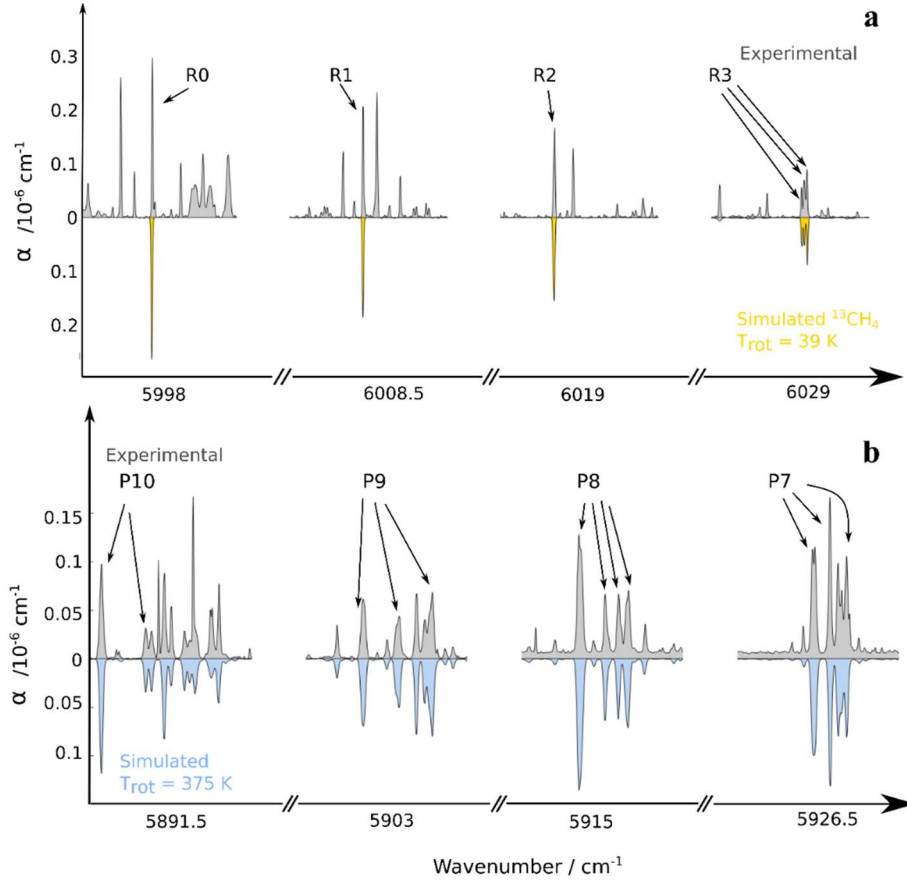 a
Experimental
R0 R1 R2 R3
0.3
0.2
0.1
0
0.1
0.2
α /10⁻⁶ cm⁻¹
Simulated ¹³CH₄
T_rot = 39 K
5998 6008.5 6019 6029
b
Experimental
P10 P9 P8 P7
0.15
0.1
0.05
0
0.05
0.1
α /10⁻⁶ cm⁻¹
Simulated
T_rot = 375 K
5891.5 5903 5915 5926.5
Wavenumber / cm⁻¹